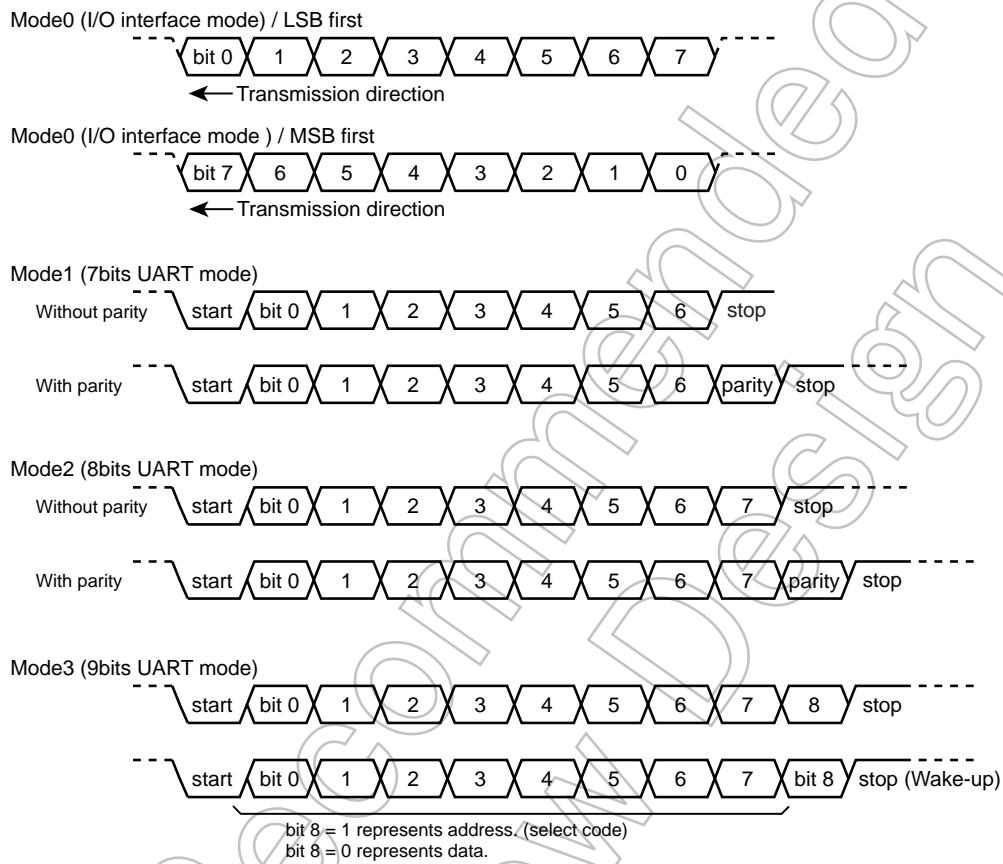 Mode0 (I/O interface mode) / LSB first
bit 0 1 2 3 4 5 6 7
Transmission direction
Mode0 (I/O interface mode ) / MSB first
bit 7 6 5 4 3 2 1 0
Transmission direction
Mode1 (7bits UART mode)
Without parity start bit 0 1 2 3 4 5 6 stop
With parity start bit 0 1 2 3 4 5 6 parity stop
Mode2 (8bits UART mode)
Without parity start bit 0 1 2 3 4 5 6 7 stop
With parity start bit 0 1 2 3 4 5 6 7 parity stop
Mode3 (9bits UART mode)
start bit 0 1 2 3 4 5 6 7 8 stop
start bit 0 1 2 3 4 5 6 7 bit 8 stop (Wake-up)
bit 8 = 1 represents address. (select code)
bit 8 = 0 represents data.